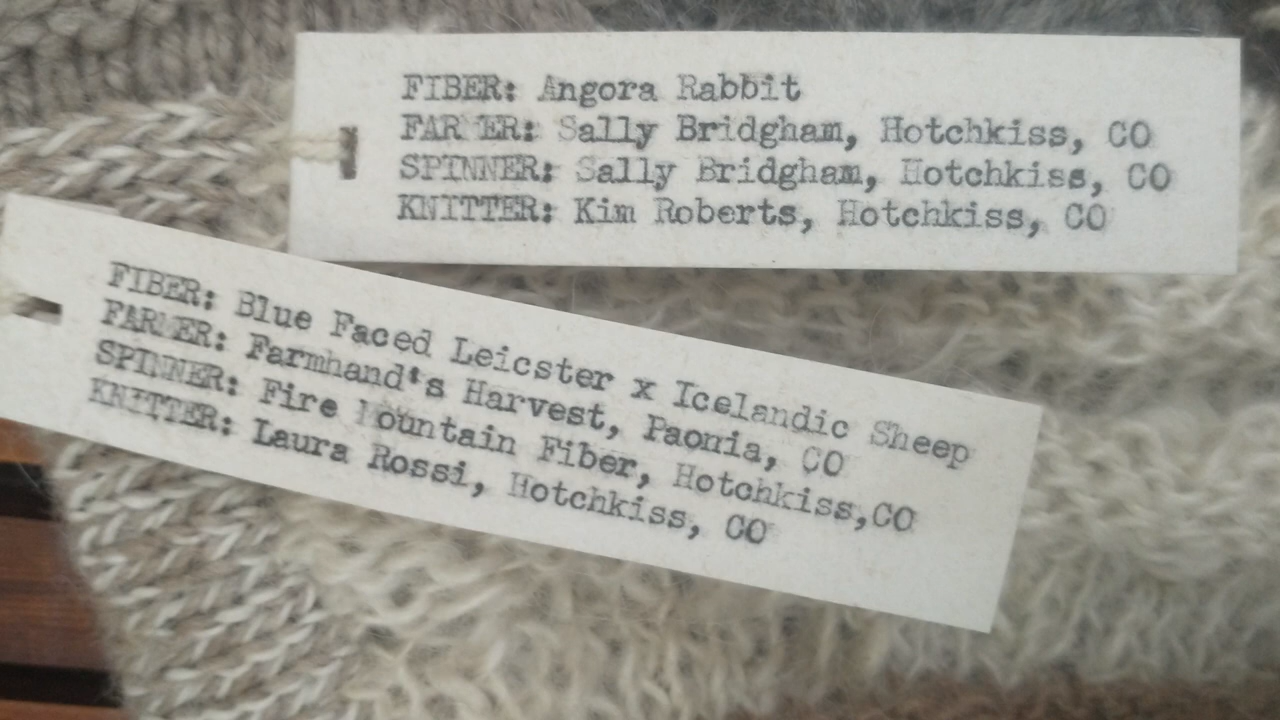 FIBER: Angora Rabbit
FARMER: Sally Bridgham, Hotchkiss, CO
SPINNER: Sally Bridgham, Hotchkiss, CO
KNITTER: Kim Roberts, Hotchkiss, CO
FIBER: Blue Faced Leicster x Icelandic Sheep
FARMER: Farmhand's Harvest, Paonia, CO
SPINNER: Fire Mountain Fiber, Hotchkiss,CO
KNITTER: Laura Rossi, Hotchkiss, CO